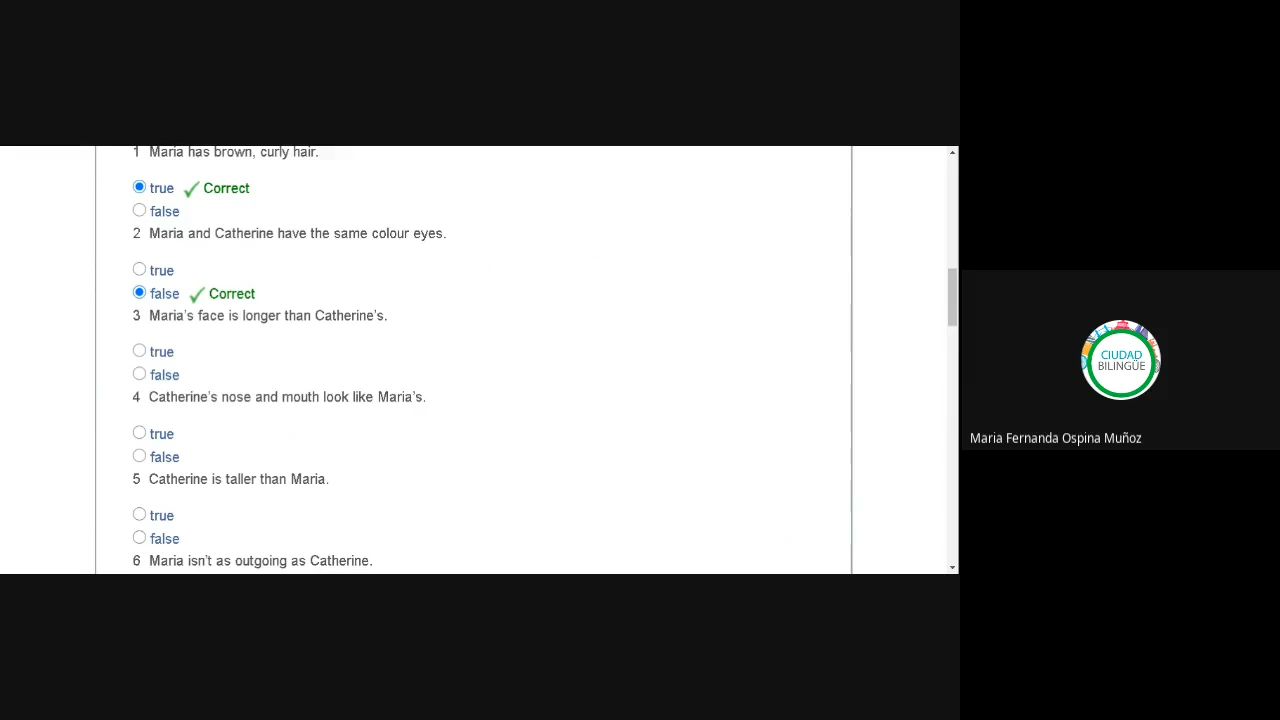 1 Maria has brown, curly hair.
true Correct
false
2 Maria and Catherine have the same colour eyes.
true
false Correct
3 Maria's face is longer than Catherine's.
true
false
4 Catherine's nose and mouth look like Maria's.
true
false
5 Catherine is taller than Maria.
true
false
6 Maria isn't as outgoing as Catherine.
CIUDAD
BILINGÜE
Maria Fernanda Ospina Muñoz